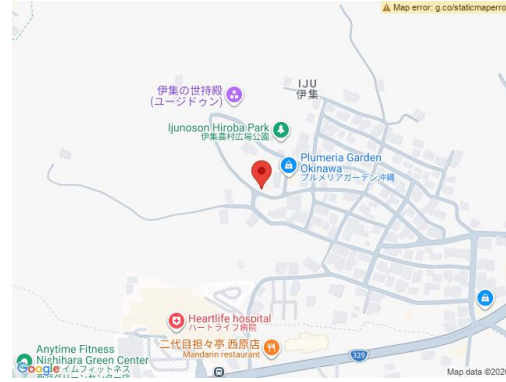 Map error: g.co/staticmaperro
IJU
伊集
伊集の世持殿
(ユージドゥン)
Ijunoson Hiroba Park
伊集農村広場公園
Plumeria Garden
Okinawa
プルメリアガーデン沖縄
Heartlife hospital
ハートライフ病院
二代目担々亭 西原店
Mandarin restaurant
329
Anytime Fitness
Nishihara Green Center
Google
Map data ©2026